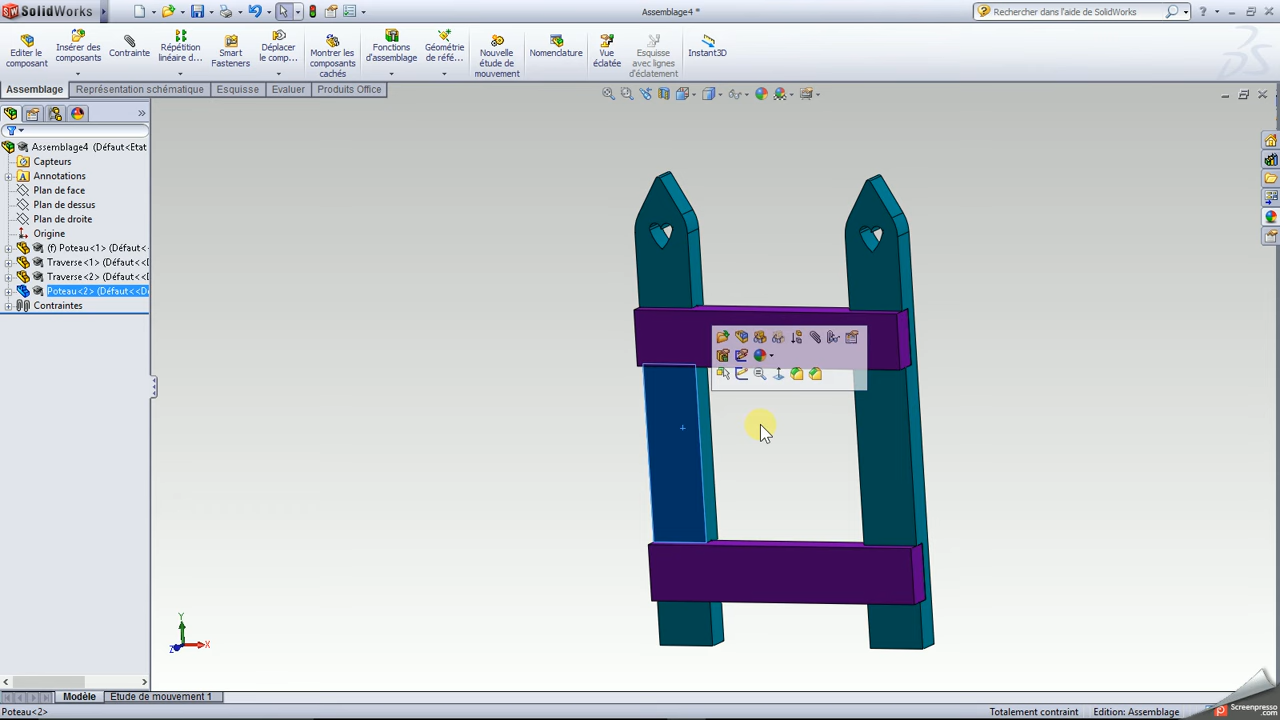 SolidWorks
Assemblage4 *
Rechercher dans l'aide de SolidWorks
Editer le composant
Insérer des composants
Contrainte
Répétition linéaire d...
Smart Fasteners
Déplacer le comp...
Montrer les composants cachés
Fonctions d'assemblage
Géométrie de réfé...
Nouvelle étude de mouvement
Nomenclature
Vue éclatée
Esquisse avec lignes d'éclatement
Instant3D
Assemblage
Représentation schématique
Esquisse
Evaluer
Produits Office
Assemblage4 (Défaut<Etat
Capteurs
Annotations
Plan de face
Plan de dessus
Plan de droite
Origine
(f) Poteau<1> (Défaut<
Traverse<1> (Défaut<<D
Traverse<2> (Défaut<<D
Poteau<2> (Défaut<<D
Contraintes
Y
X
Z
Modèle
Etude de mouvement 1
Poteau<2>
Totalement contraint
Edition: Assemblage
Screenpresso
.com